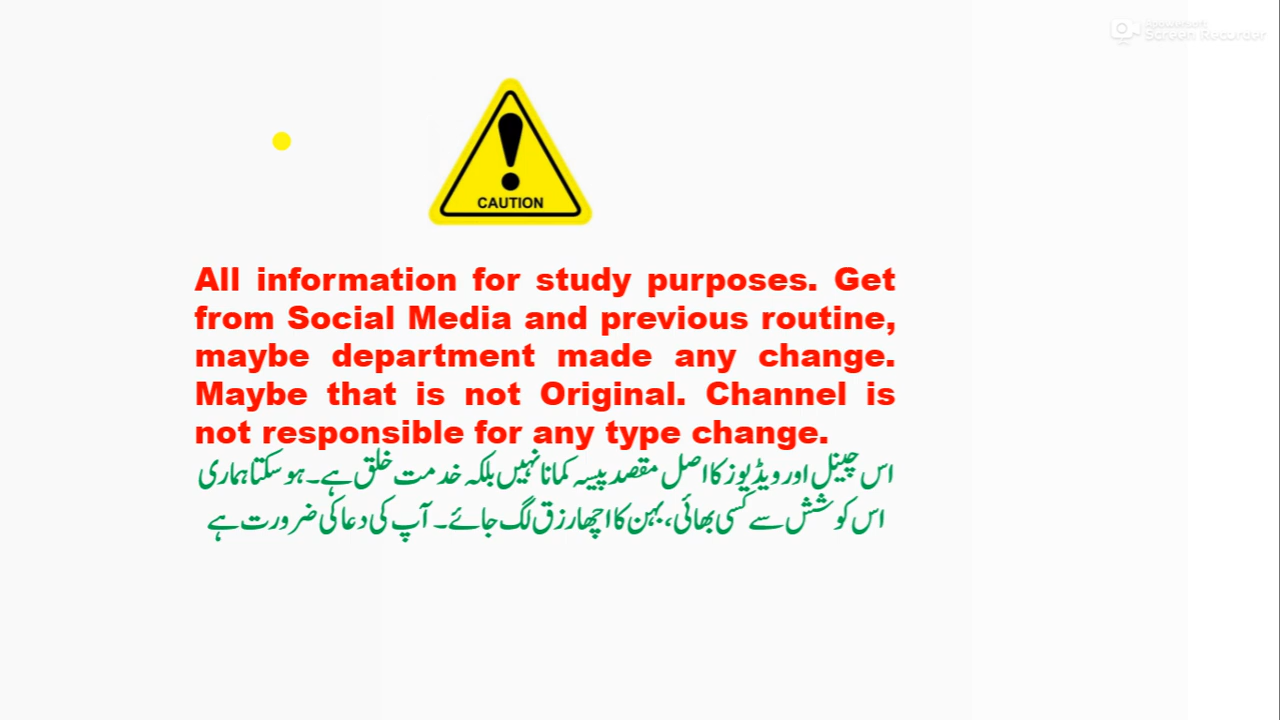 Apowersoft
Screen Recorder
CAUTION
All information for study purposes. Get
from Social Media and previous routine,
maybe department made any change.
Maybe that is not Original. Channel is
not responsible for any type change.
اس چینل اور ویڈیوز کا اصل مقصد پیسہ کمانا نہیں بلکہ خدمت خلق ہے۔ ہو سکتا ہماری
اس کوشش سے کسی بھائی، بہن کا اچھا رزق لگ جائے۔ آپ کی دعا کی ضرورت ہے